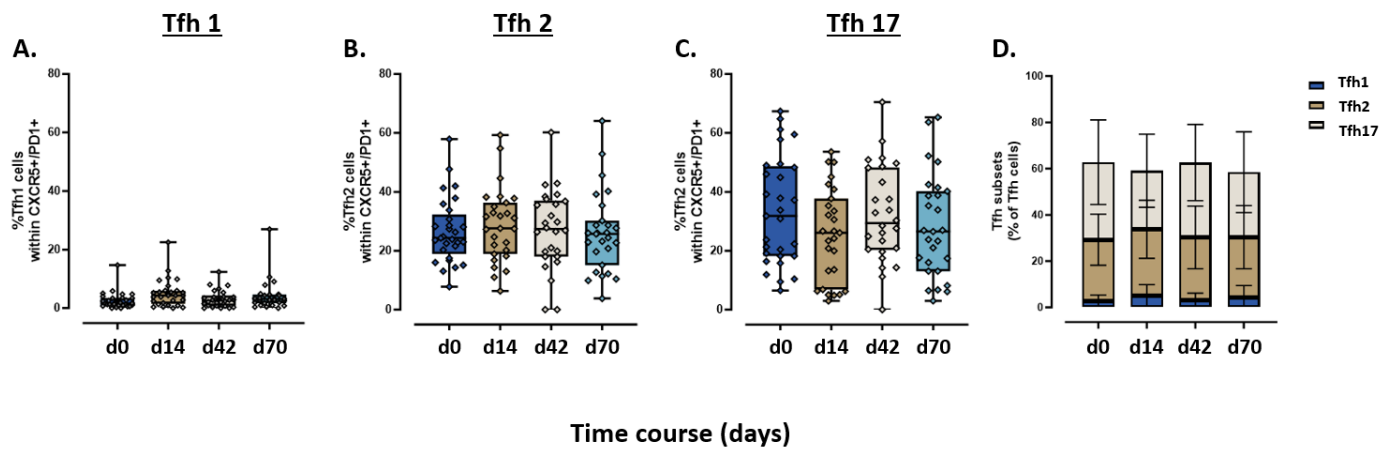 Tfh 1
Tfh 2
Tfh 17
A.
B.
C.
D.
%Tfh1 cells
within CXCR5+/PD1+
80
60
40
20
0
d0 d14 d42 d70
%Tfh2 cells
within CXCR5+/PD1+
80
60
40
20
0
d0 d14 d42 d70
%Tfh2 cells
within CXCR5+/PD1+
80
60
40
20
0
d0 d14 d42 d70
Tfh subsets
(% of Tfh cells)
100
80
60
40
20
0
d0 d14 d42 d70
Tfh1
Tfh2
Tfh17
Time course (days)